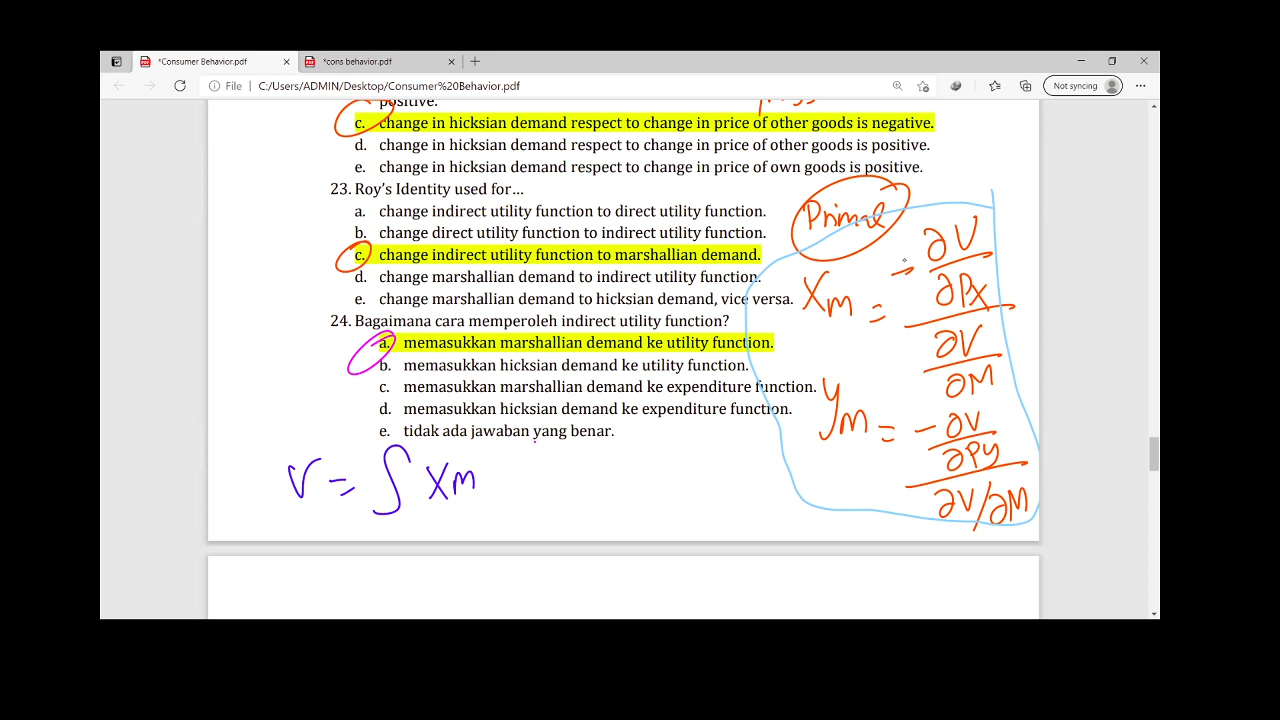 *Consumer Behavior.pdf
*cons behavior.pdf
File
C:/Users/ADMIN/Desktop/Consumer%20Behavior.pdf
Not syncing
positive.
c. change in hicksian demand respect to change in price of other goods is negative.
d. change in hicksian demand respect to change in price of other goods is positive.
e. change in hicksian demand respect to change in price of own goods is positive.
23. Roy's Identity used for…
a. change indirect utility function to direct utility function.
b. change direct utility function to indirect utility function.
c. change indirect utility function to marshallian demand.
d. change marshallian demand to indirect utility function.
e. change marshallian demand to hicksian demand, vice versa.
24. Bagaimana cara memperoleh indirect utility function?
a. memasukkan marshallian demand ke utility function.
b. memasukkan hicksian demand ke utility function.
c. memasukkan marshallian demand ke expenditure function.
d. memasukkan hicksian demand ke expenditure function.
e. tidak ada jawaban yang benar.
V = ∫ Xm
Primal
Xm = - ∂V
∂Px
∂V
∂M
ym = - ∂V
∂Py
∂V/∂M